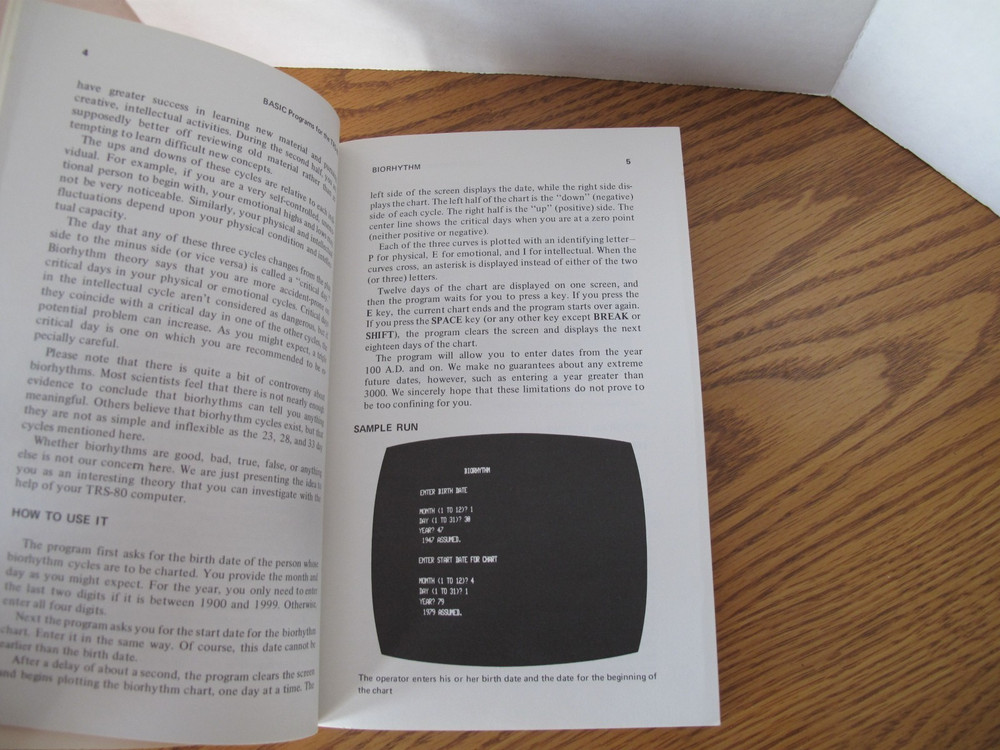 4
BASIC Programs for the
have greater success in learning new material and
creative, intellectual activities. During the second half, you
supposedly better off reviewing old material rather than
tempting to learn difficult new concepts.
The ups and downs of these cycles are relative to each
vidual. For example, if you are a very self-controlled,
tional person to begin with, your emotional highs and lows
not be very noticeable. Similarly, your physical and
fluctuations depend upon your physical condition and
tual capacity.
The day that any of these three cycles changes from the plus
side to the minus side (or vice versa) is called a "critical day."
Biorhythm theory says that you are more accident-prone on
critical days in your physical or emotional cycles. Critical days
in the intellectual cycle aren't considered as dangerous, but if
they coincide with a critical day in one of the other cycles, the
potential problem can increase. As you might expect, a triple
critical day is one on which you are recommended to be es-
pecially careful.
Please note that there is quite a bit of controversy about
biorhythms. Most scientists feel that there is not nearly enough
evidence to conclude that biorhythms can tell you anything
meaningful. Others believe that biorhythm cycles exist, but that
they are not as simple and inflexible as the 23, 28, and 33 day
cycles mentioned here.
Whether biorhythms are good, bad, true, false, or anything
else is not our concern here. We are just presenting the idea to
you as an interesting theory that you can investigate with the
help of your TRS-80 computer.
HOW TO USE IT
The program first asks for the birth date of the person whose
biorhythm cycles are to be charted. You provide the month and
day as you might expect. For the year, you only need to enter
the last two digits if it is between 1900 and 1999. Otherwise,
enter all four digits.
Next the program asks you for the start date for the biorhythm
chart. Enter it in the same way. Of course, this date cannot be
earlier than the birth date.
After a delay of about a second, the program clears the screen
and begins plotting the biorhythm chart, one day at a time. The
BIORHYTHM 5
left side of the screen displays the date, while the right side dis-
plays the chart. The left half of the chart is the "down" (negative)
side of each cycle. The right half is the "up" (positive) side. The
center line shows the critical days when you are at a zero point
(neither positive or negative).
Each of the three curves is plotted with an identifying letter—
P for physical, E for emotional, and I for intellectual. When the
curves cross, an asterisk is displayed instead of either of the two
(or three) letters.
Twelve days of the chart are displayed on one screen, and
then the program waits for you to press a key. If you press the
E key, the current chart ends and the program starts over again.
If you press the SPACE key (or any other key except BREAK or
SHIFT), the program clears the screen and displays the next
eighteen days of the chart.
The program will allow you to enter dates from the year
100 A.D. and on. We make no guarantees about any extreme
future dates, however, such as entering a year greater than
3000. We sincerely hope that these limitations do not prove to
be too confining for you.
SAMPLE RUN
BIORHYTHM
ENTER BIRTH DATE
MONTH (1 TO 12)? 1
DAY (1 TO 31)? 30
YEAR? 47
1947 ASSUMED.
ENTER START DATE FOR CHART
MONTH (1 TO 12)? 4
DAY (1 TO 31)? 1
YEAR? 79
1979 ASSUMED.
The operator enters his or her birth date and the date for the beginning of
the chart